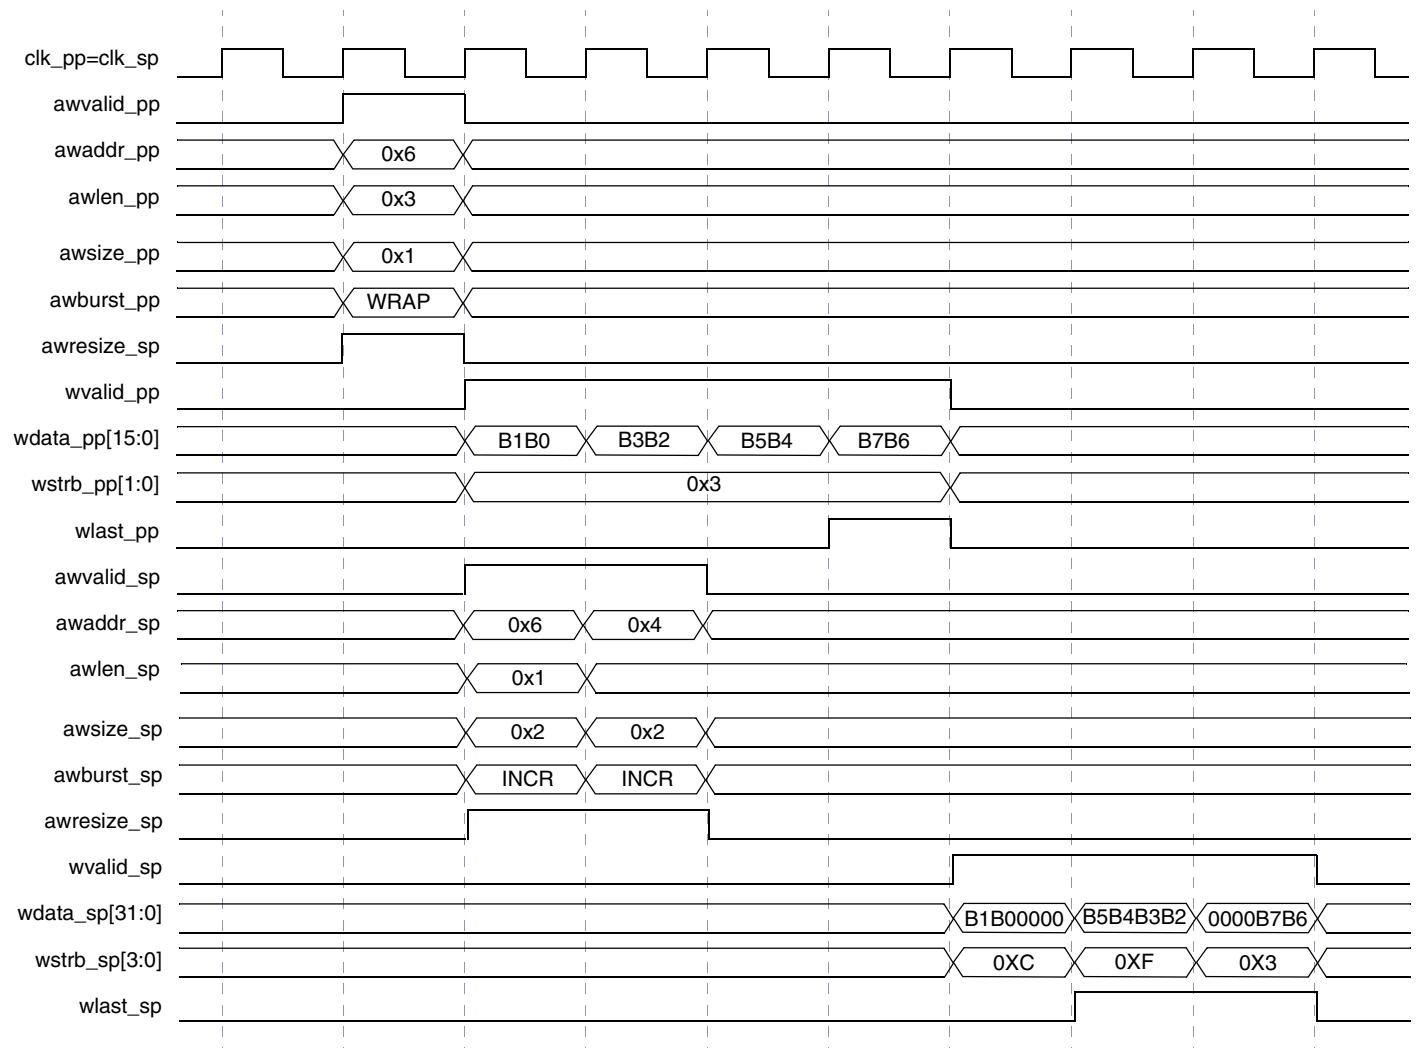 clk_pp=clk_sp
awvalid_pp
awaddr_pp 0x6
awlen_pp 0x3
awsize_pp 0x1
awburst_pp WRAP
awresize_sp
wvalid_pp
wdata_pp[15:0] B1B0 B3B2 B5B4 B7B6
wstrb_pp[1:0] 0x3
wlast_pp
awvalid_sp
awaddr_sp 0x6 0x4
awlen_sp 0x1
awsize_sp 0x2 0x2
awburst_sp INCR INCR
awresize_sp
wvalid_sp
wdata_sp[31:0] B1B00000 B5B4B3B2 0000B7B6
wstrb_sp[3:0] 0XC 0XF 0X3
wlast_sp